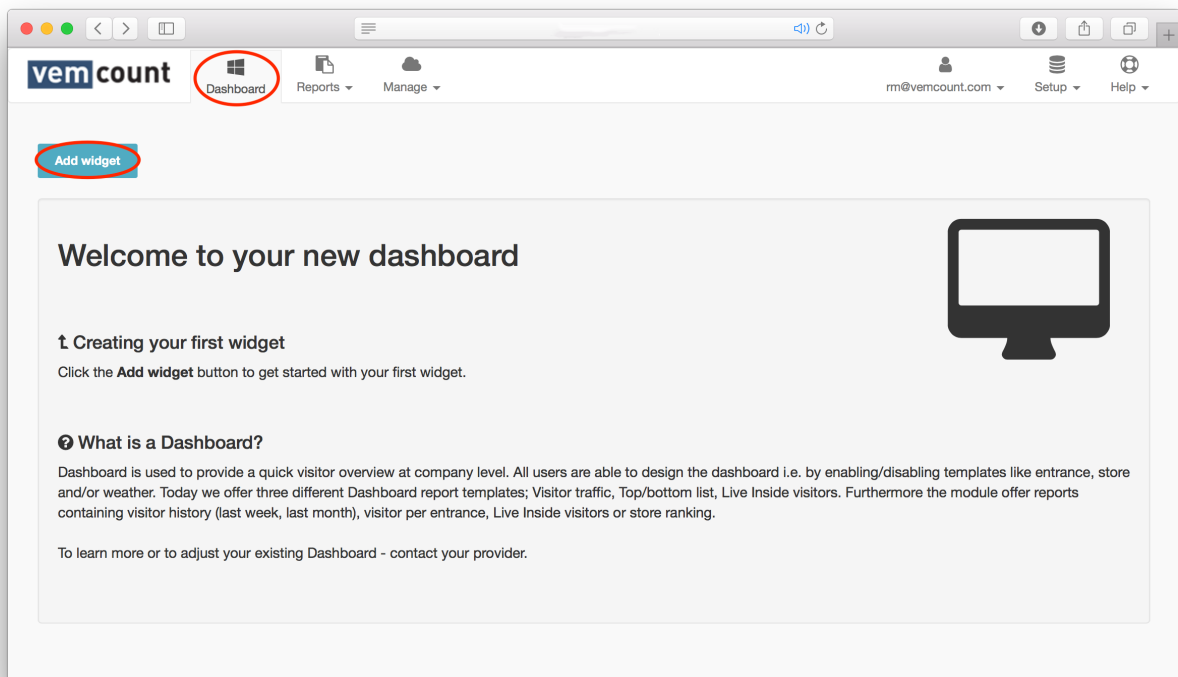 vemcount
Dashboard
Reports
Manage
rm@vemcount.com
Setup
Help
Add widget
Welcome to your new dashboard
Creating your first widget
Click the Add widget button to get started with your first widget.
What is a Dashboard?
Dashboard is used to provide a quick visitor overview at company level. All users are able to design the dashboard i.e. by enabling/disabling templates like entrance, store
and/or weather. Today we offer three different Dashboard report templates; Visitor traffic, Top/bottom list, Live Inside visitors. Furthermore the module offer reports
containing visitor history (last week, last month), visitor per entrance, Live Inside visitors or store ranking.
To learn more or to adjust your existing Dashboard - contact your provider.